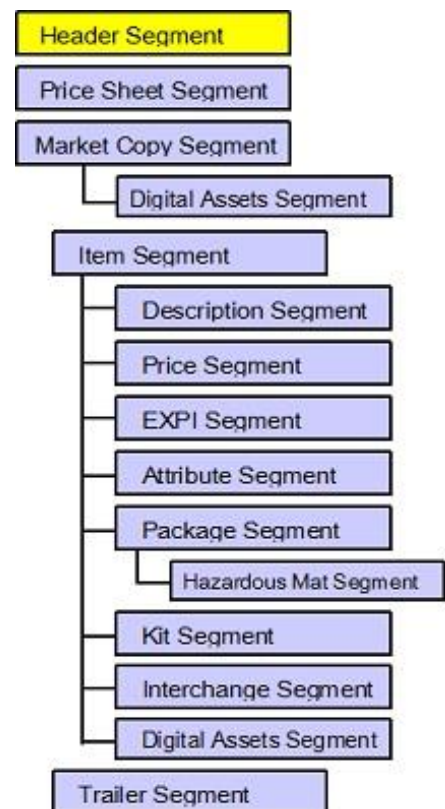 Header Segment
Price Sheet Segment
Market Copy Segment
Digital Assets Segment
Item Segment
Description Segment
Price Segment
EXPI Segment
Attribute Segment
Package Segment
Hazardous Mat Segment
Kit Segment
Interchange Segment
Digital Assets Segment
Trailer Segment